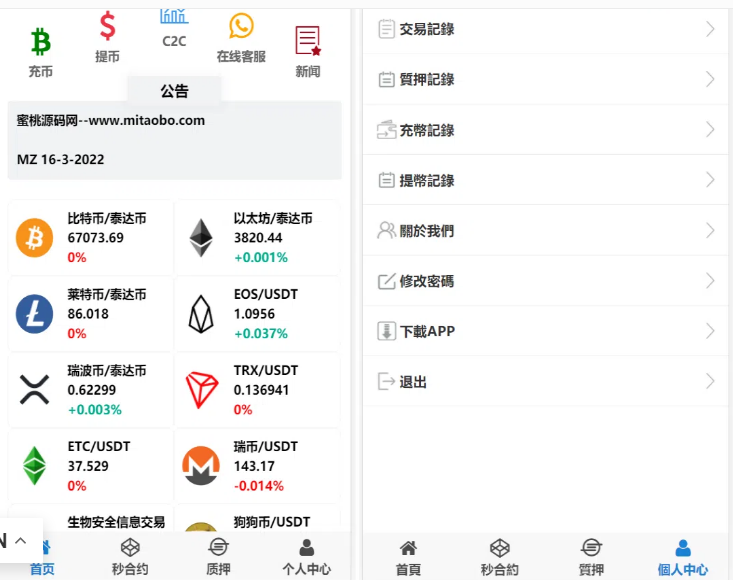 充币
提币
C2C
在线客服
新闻
公告
蜜桃源码网--www.mitaobo.com
MZ 16-3-2022
比特币/泰达币
67073.69
0%
以太坊/泰达币
3820.44
+0.001%
莱特币/泰达币
86.018
0%
EOS/USDT
1.0956
+0.037%
瑞波币/泰达币
0.62299
+0.003%
TRX/USDT
0.136941
0%
ETC/USDT
37.529
0%
瑞币/USDT
143.17
-0.014%
生物安全信息交易
狗狗币/USDT
N
首页
秒合约
质押
个人中心
交易記錄
質押記錄
充幣記錄
提幣記錄
關於我們
修改密碼
下載APP
退出
首頁
秒合約
質押
個人中心